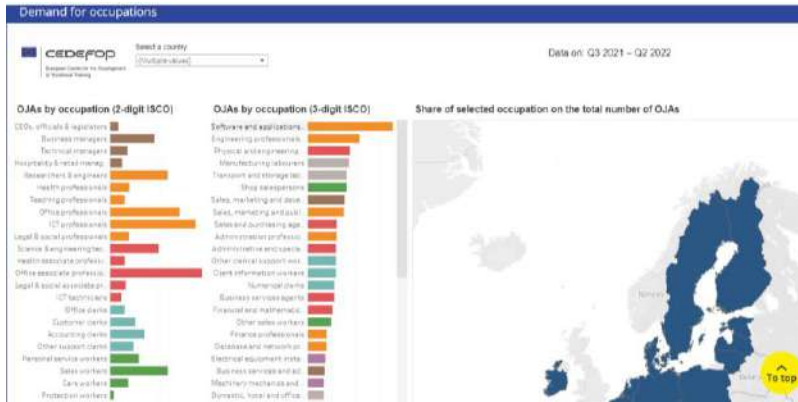 Demand for occupations
CEDEFOP
European Centre for the Development
of Vocational Training
Select a country
(Multiple values)
Data on: Q3 2021 – Q2 2022
OJAs by occupation (2-digit ISCO)
CEOs, officials & legislators
Business managers
Technical managers
Hospitality & retail manag..
Researchers & engineers
Health professionals
Teaching professionals
Office professionals
ICT professionals
Legal & social professionals
Science & engineering tec..
Health associate professi..
Office associate professio..
Legal & social associate pr..
ICT technicians
Office clerks
Customer clerks
Accounting clerks
Other support clerks
Personal service workers
Sales workers
Care workers
Protection workers
OJAs by occupation (3-digit ISCO)
Software and applications..
Engineering professionals..
Physical and engineering..
Manufacturing labourers
Transport and storage lab..
Shop salespersons
Sales, marketing and deve..
Sales, marketing and publ..
Sales and purchasing age..
Administration professio..
Administrative and specia..
Other clerical support wor..
Client information workers
Numerical clerks
Business services agents
Financial and mathematic..
Other sales workers
Finance professionals
Database and network pr..
Electrical equipment insta..
Business services and ad..
Machinery mechanics and..
Domestic, hotel and office..
Share of selected occupation on the total number of OJAs
To top